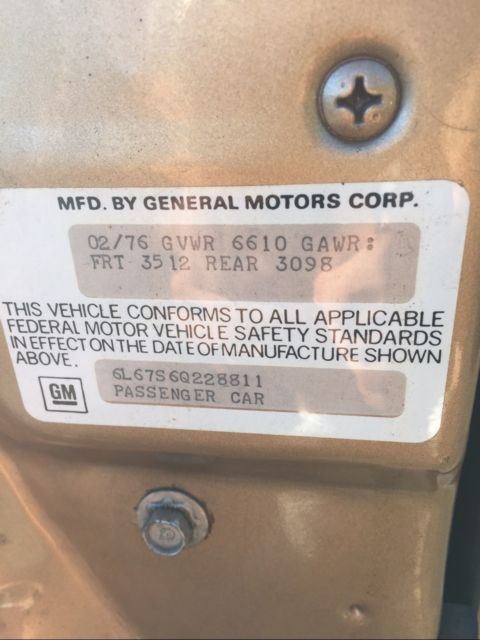 MFD. BY GENERAL MOTORS CORP.
02/76 GVWR 6610 GAWR:
FRT 3512 REAR 3098
THIS VEHICLE CONFORMS TO ALL APPLICABLE
FEDERAL MOTOR VEHICLE SAFETY STANDARDS
IN EFFECT ON THE DATE OF MANUFACTURE SHOWN
ABOVE.
6L67S6Q228811
PASSENGER CAR
GM